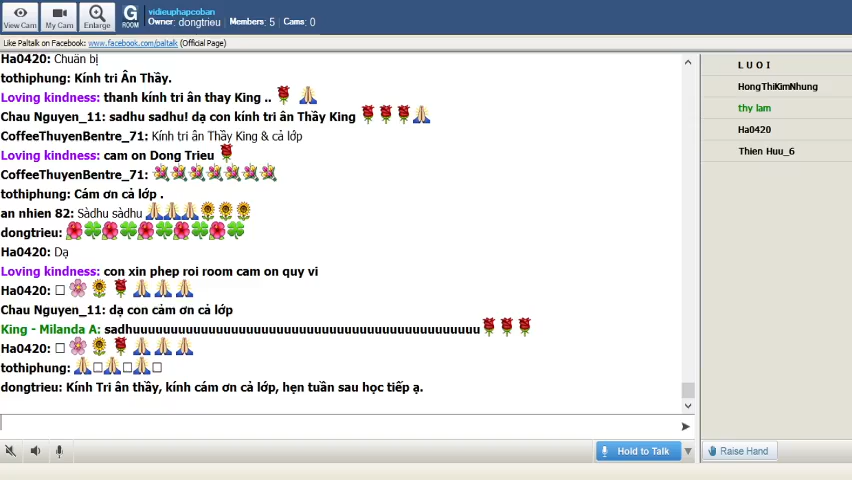 View Cam
My Cam
Enlarge
G
ROOM
vidieuphapcoban
Owner: dongtrieu Members: 5 Cams: 0
Like Paltalk on Facebook: www.facebook.com/paltalk (Official Page)
Ha0420: Chuẩn bị
tothiphung: Kính tri Ân Thầy.
Loving kindness: thanh kính tri ân thay King ..
Chau Nguyen_11: sadhu sadhu! dạ con kính tri ân Thầy King
CoffeeThuyenBentre_71: Kính tri ân Thầy King & cả lớp
Loving kindness: cam on Dong Trieu
CoffeeThuyenBentre_71:
tothiphung: Cám ơn cả lớp .
an nhien 82: Sàdhu sàdhu
dongtrieu:
Ha0420: Dạ
Loving kindness: con xin phep roi room cam on quy vi
Ha0420:
Chau Nguyen_11: dạ con cảm ơn cả lớp
King - Milanda A: sadhuuuuuuuuuuuuuuuuuuuuuuuuuuuuuuuuuuuuuuuuuuuuu
Ha0420:
tothiphung:
dongtrieu: Kính Tri ân thầy, kính cám ơn cả lớp, hẹn tuần sau học tiếp ạ.
Hold to Talk
L U O I
HongThiKimNhung
thy lam
Ha0420
Thien Huu_6
Raise Hand